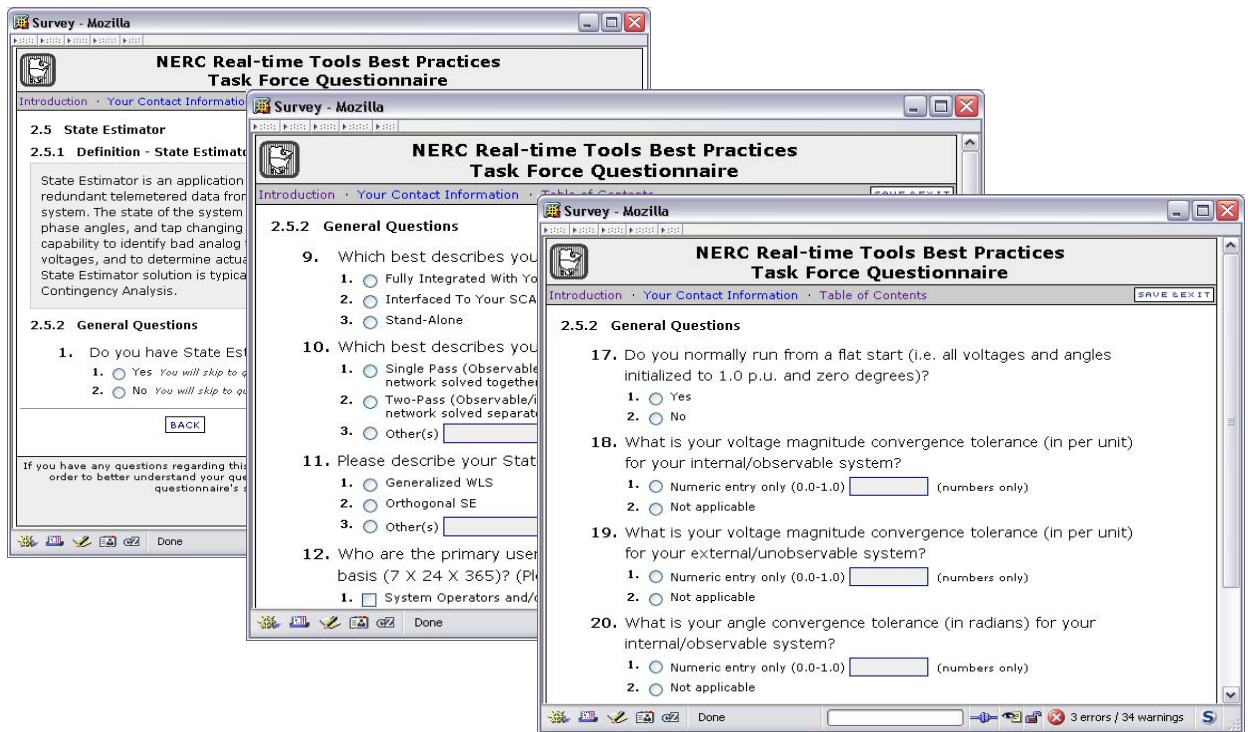 Survey - Mozilla
NERC Real-time Tools Best Practices
Task Force Questionnaire
Introduction · Your Contact Informatio
2.5 State Estimator
2.5.1 Definition - State Estimato
State Estimator is an application
redundant telemetered data fron
system. The state of the system
phase angles, and tap changing
capability to identify bad analog
voltages, and to determine actua
State Estimator solution is typica
Contingency Analysis.
2.5.2 General Questions
1. Do you have State Est
1. Yes You will skip to q
2. No You will skip to qu
BACK
If you have any questions regarding this
order to better understand your que
questionnaire's s
Done
Survey - Mozilla
NERC Real-time Tools Best Practices
Task Force Questionnaire
Introduction · Your Contact Information · Table of Contents SAVE & EXIT
2.5.2 General Questions
9. Which best describes you
1. Fully Integrated With Yo
2. Interfaced To Your SCA
3. Stand-Alone
10. Which best describes you
1. Single Pass (Observable
network solved together
2. Two-Pass (Observable/i
network solved separat
3. Other(s)
11. Please describe your Stat
1. Generalized WLS
2. Orthogonal SE
3. Other(s)
12. Who are the primary user
basis (7 X 24 X 365)? (Pl
1. System Operators and/o
Done
Survey - Mozilla
NERC Real-time Tools Best Practices
Task Force Questionnaire
Introduction · Your Contact Information · Table of Contents SAVE & EXIT
2.5.2 General Questions
17. Do you normally run from a flat start (i.e. all voltages and angles
initialized to 1.0 p.u. and zero degrees)?
1. Yes
2. No
18. What is your voltage magnitude convergence tolerance (in per unit)
for your internal/observable system?
1. Numeric entry only (0.0-1.0) (numbers only)
2. Not applicable
19. What is your voltage magnitude convergence tolerance (in per unit)
for your external/unobservable system?
1. Numeric entry only (0.0-1.0) (numbers only)
2. Not applicable
20. What is your angle convergence tolerance (in radians) for your
internal/observable system?
1. Numeric entry only (0.0-1.0) (numbers only)
2. Not applicable
Done 3 errors / 34 warnings